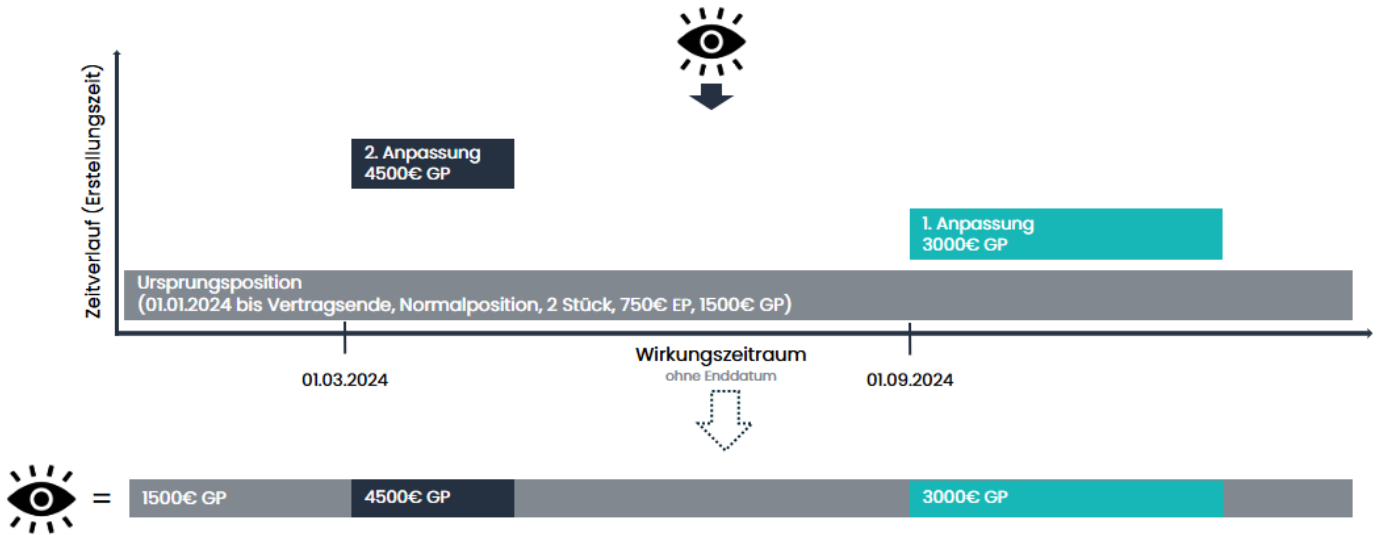 Zeitverlauf (Erstellungszeit)
2. Anpassung
4500€ GP
1. Anpassung
3000€ GP
Ursprungsposition
(01.01.2024 bis Vertragsende, Normalposition, 2 Stück, 750€ EP, 1500€ GP)
Wirkungszeitraum
ohne Enddatum
01.03.2024
01.09.2024
=
1500€ GP
4500€ GP
3000€ GP